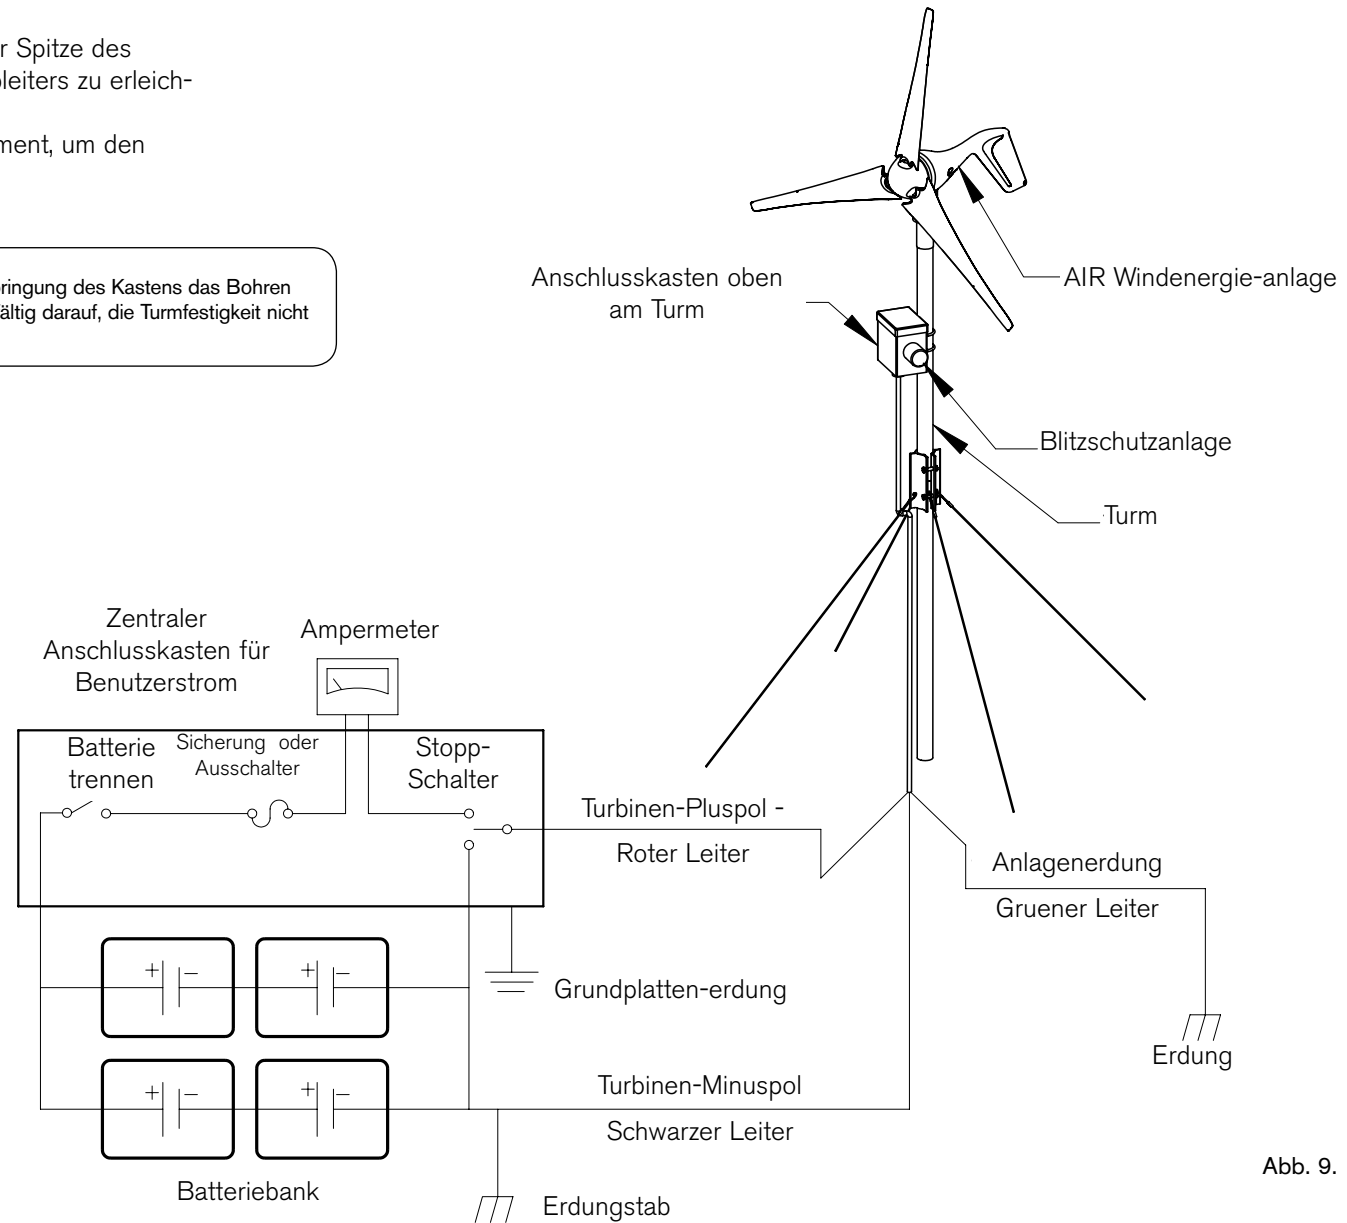 r Spitze des
leiters zu erleich-
ment, um den
ringung des Kastens das Bohren
ältig darauf, die Turmfestigkeit nicht
Anschlusskasten oben
am Turm
AIR Windenergie-anlage
Blitzschutzanlage
Turm
Zentraler
Anschlusskasten für
Benutzerstrom
Ampermeter
Batterie
trennen
Sicherung oder
Ausschalter
Stopp-
Schalter
Turbinen-Pluspol -
Roter Leiter
Anlagenerdung
Gruener Leiter
+ -
+ -
Grundplatten-erdung
Erdung
+ -
+ -
Turbinen-Minuspol
Schwarzer Leiter
Batteriebank
Erdungstab
Abb. 9.